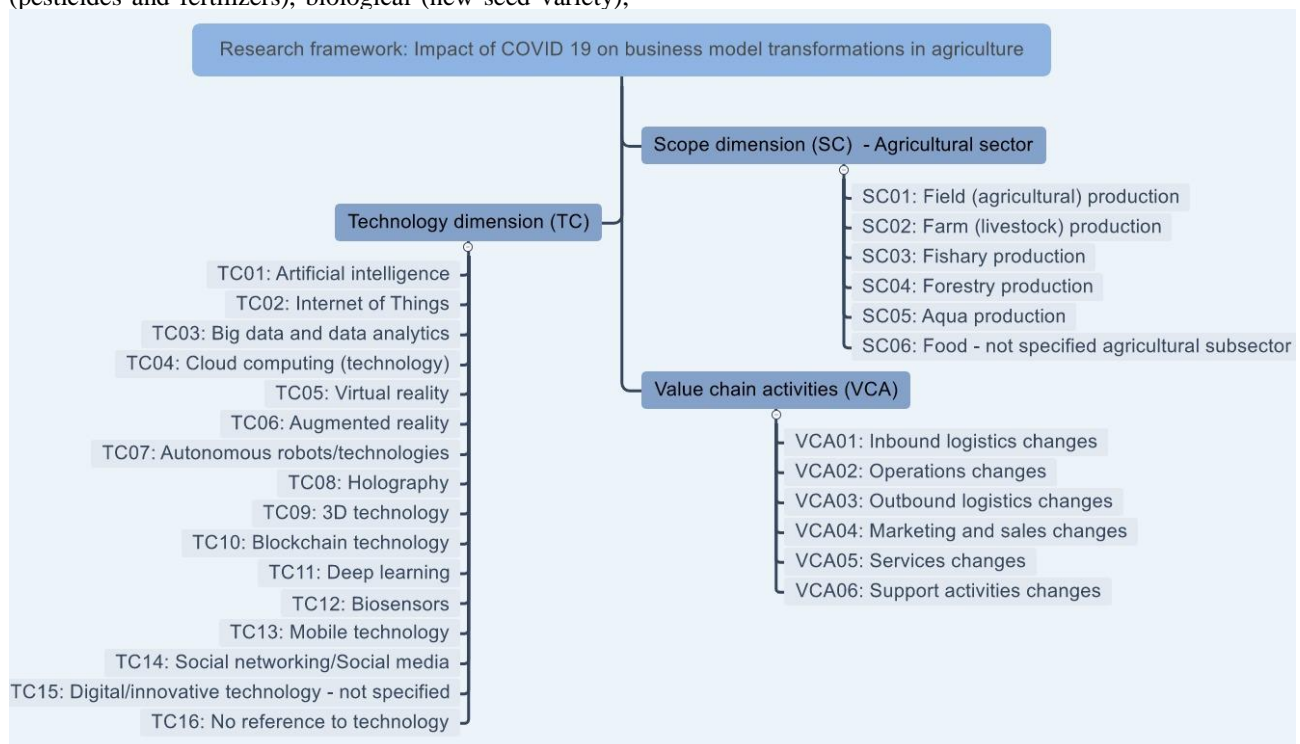 (pesticides and fertilizers), biological (new seed variety),
Research framework: Impact of COVID 19 on business model transformations in agriculture
Scope dimension (SC) - Agricultural sector
SC01: Field (agricultural) production
SC02: Farm (livestock) production
SC03: Fishary production
SC04: Forestry production
SC05: Aqua production
SC06: Food - not specified agricultural subsector
Technology dimension (TC)
TC01: Artificial intelligence
TC02: Internet of Things
TC03: Big data and data analytics
TC04: Cloud computing (technology)
TC05: Virtual reality
TC06: Augmented reality
TC07: Autonomous robots/technologies
TC08: Holography
TC09: 3D technology
TC10: Blockchain technology
TC11: Deep learning
TC12: Biosensors
TC13: Mobile technology
TC14: Social networking/Social media
TC15: Digital/innovative technology - not specified
TC16: No reference to technology
Value chain activities (VCA)
VCA01: Inbound logistics changes
VCA02: Operations changes
VCA03: Outbound logistics changes
VCA04: Marketing and sales changes
VCA05: Services changes
VCA06: Support activities changes